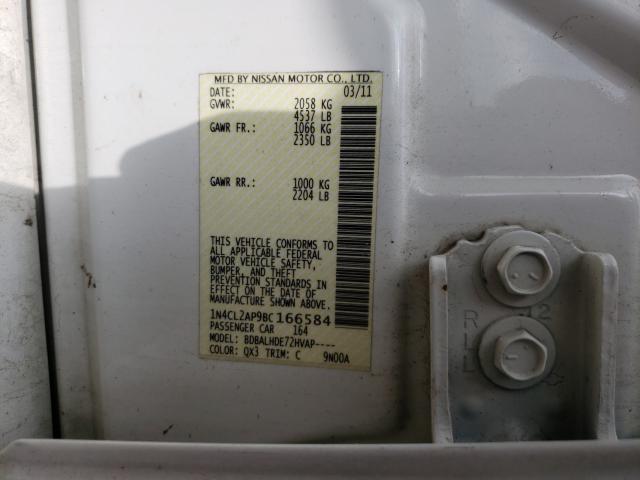 MFD BY NISSAN MOTOR CO., LTD.
DATE: 03/11
GVWR: 2058 KG
4537 LB
GAWR FR.: 1066 KG
2350 LB
GAWR RR.: 1000 KG
2204 LB
THIS VEHICLE CONFORMS TO
ALL APPLICABLE FEDERAL
MOTOR VEHICLE SAFETY,
BUMPER, AND THEFT
PREVENTION STANDARDS IN
EFFECT ON THE DATE OF
MANUFACTURE SHOWN ABOVE.
1N4CL2AP9BC166584
PASSENGER CAR 164
MODEL: BDBALHDE72HVAP----
COLOR: QX3 TRIM: C 9N00A